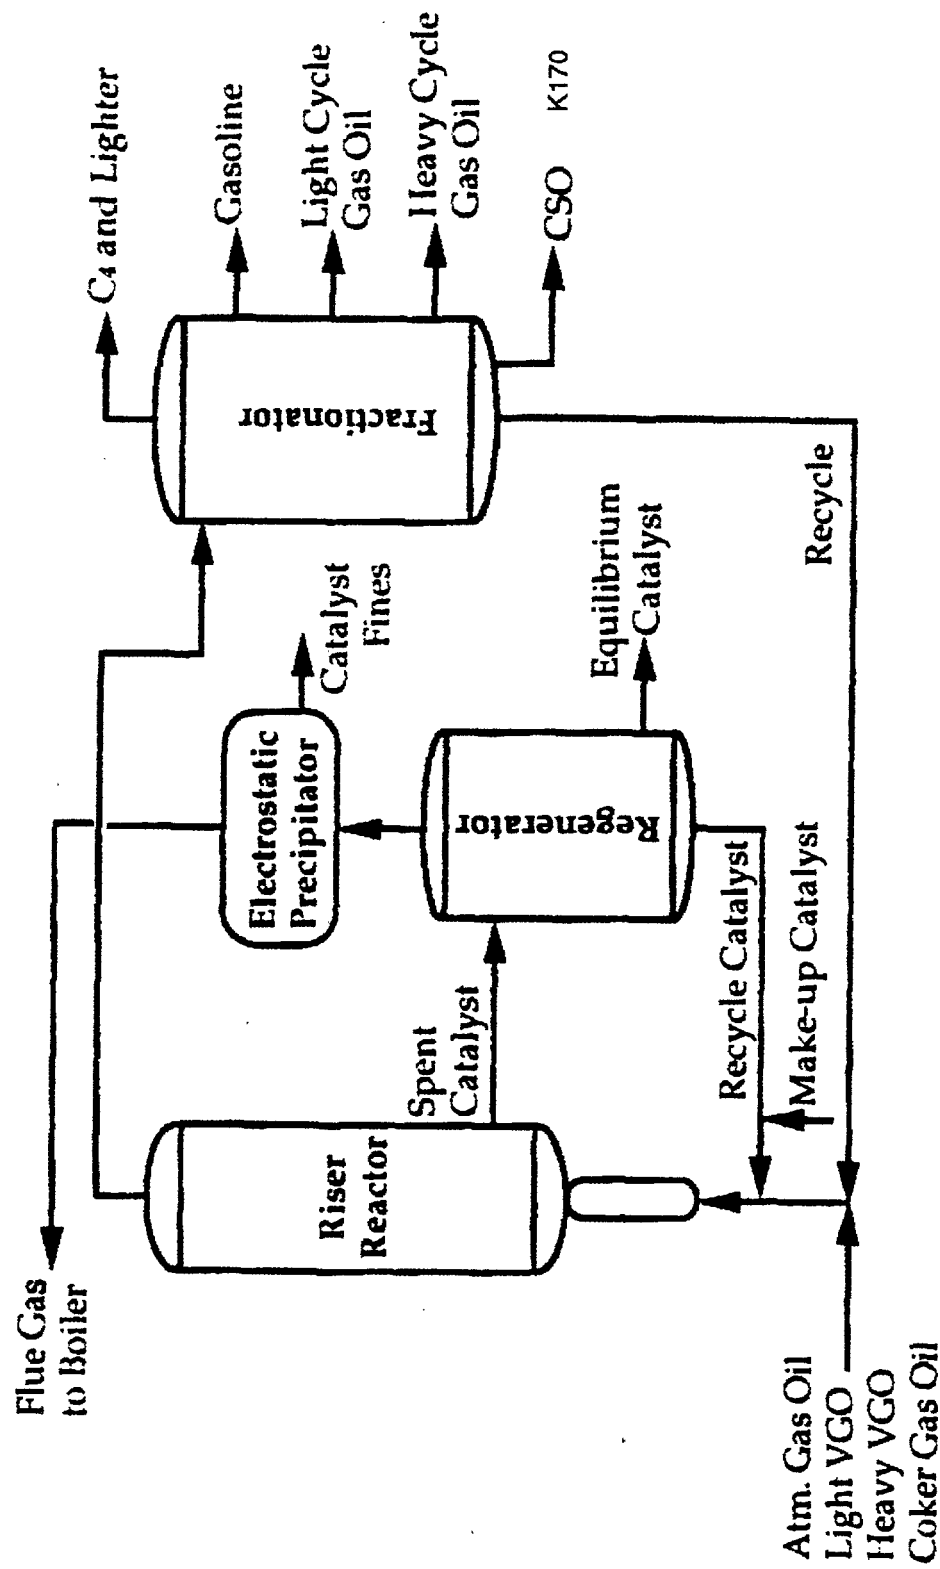 Flue Gas
to Boiler
C4 and Lighter
Gasoline
Light Cycle
Gas Oil
Heavy Cycle
Gas Oil
CSO
K170
Fractionator
Electrostatic
Precipitator
Catalyst
Fines
Riser
Reactor
Spent
Catalyst
Regenerator
Equilibrium
Catalyst
Recycle Catalyst
Make-up Catalyst
Recycle
Atm. Gas Oil
Light VGO
Heavy VGO
Coker Gas Oil